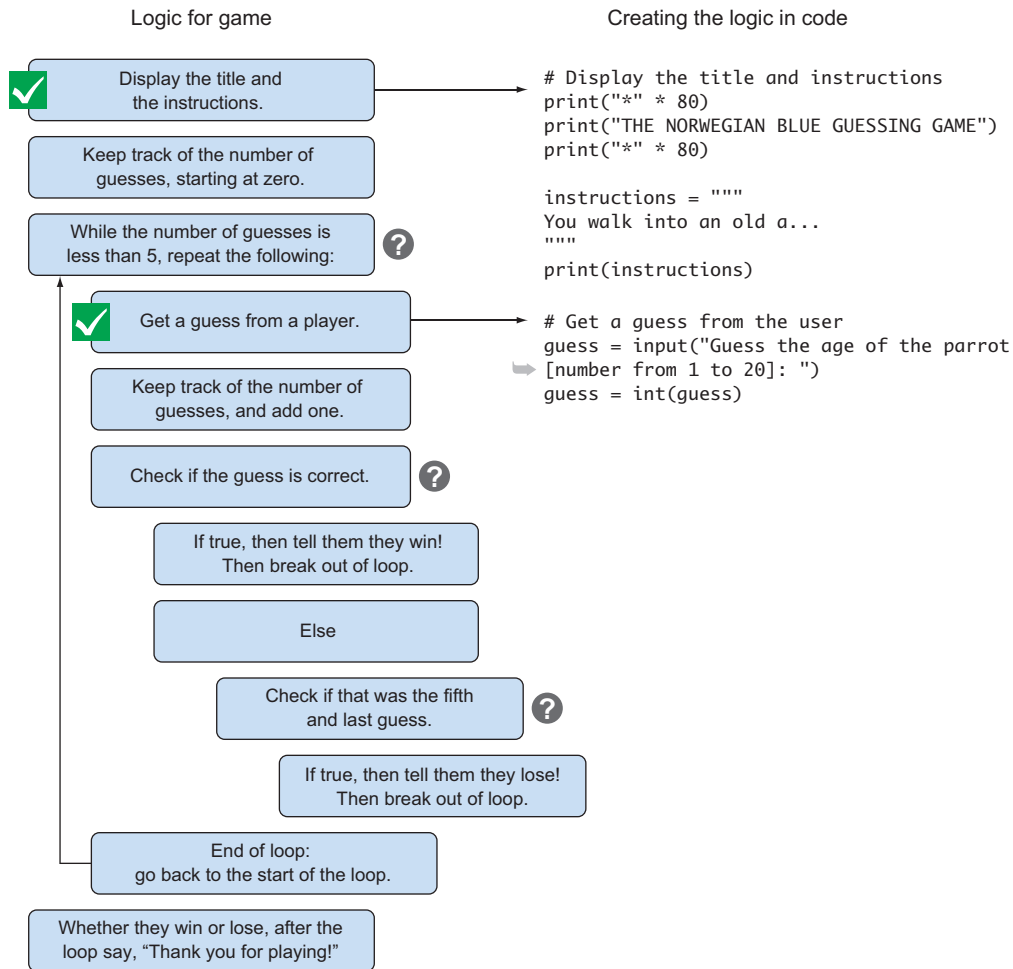 Logic for game
Creating the logic in code
Display the title and
the instructions.
Keep track of the number of
guesses, starting at zero.
While the number of guesses is
less than 5, repeat the following:
?
Get a guess from a player.
Keep track of the number of
guesses, and add one.
Check if the guess is correct.
?
If true, then tell them they win!
Then break out of loop.
Else
Check if that was the fifth
and last guess.
?
If true, then tell them they lose!
Then break out of loop.
End of loop:
go back to the start of the loop.
Whether they win or lose, after the
loop say, “Thank you for playing!”
# Display the title and instructions
print("*" * 80)
print("THE NORWEGIAN BLUE GUESSING GAME")
print("*" * 80)
instructions = """
You walk into an old a...
"""
print(instructions)
# Get a guess from the user
guess = input("Guess the age of the parrot
[number from 1 to 20]: ")
guess = int(guess)